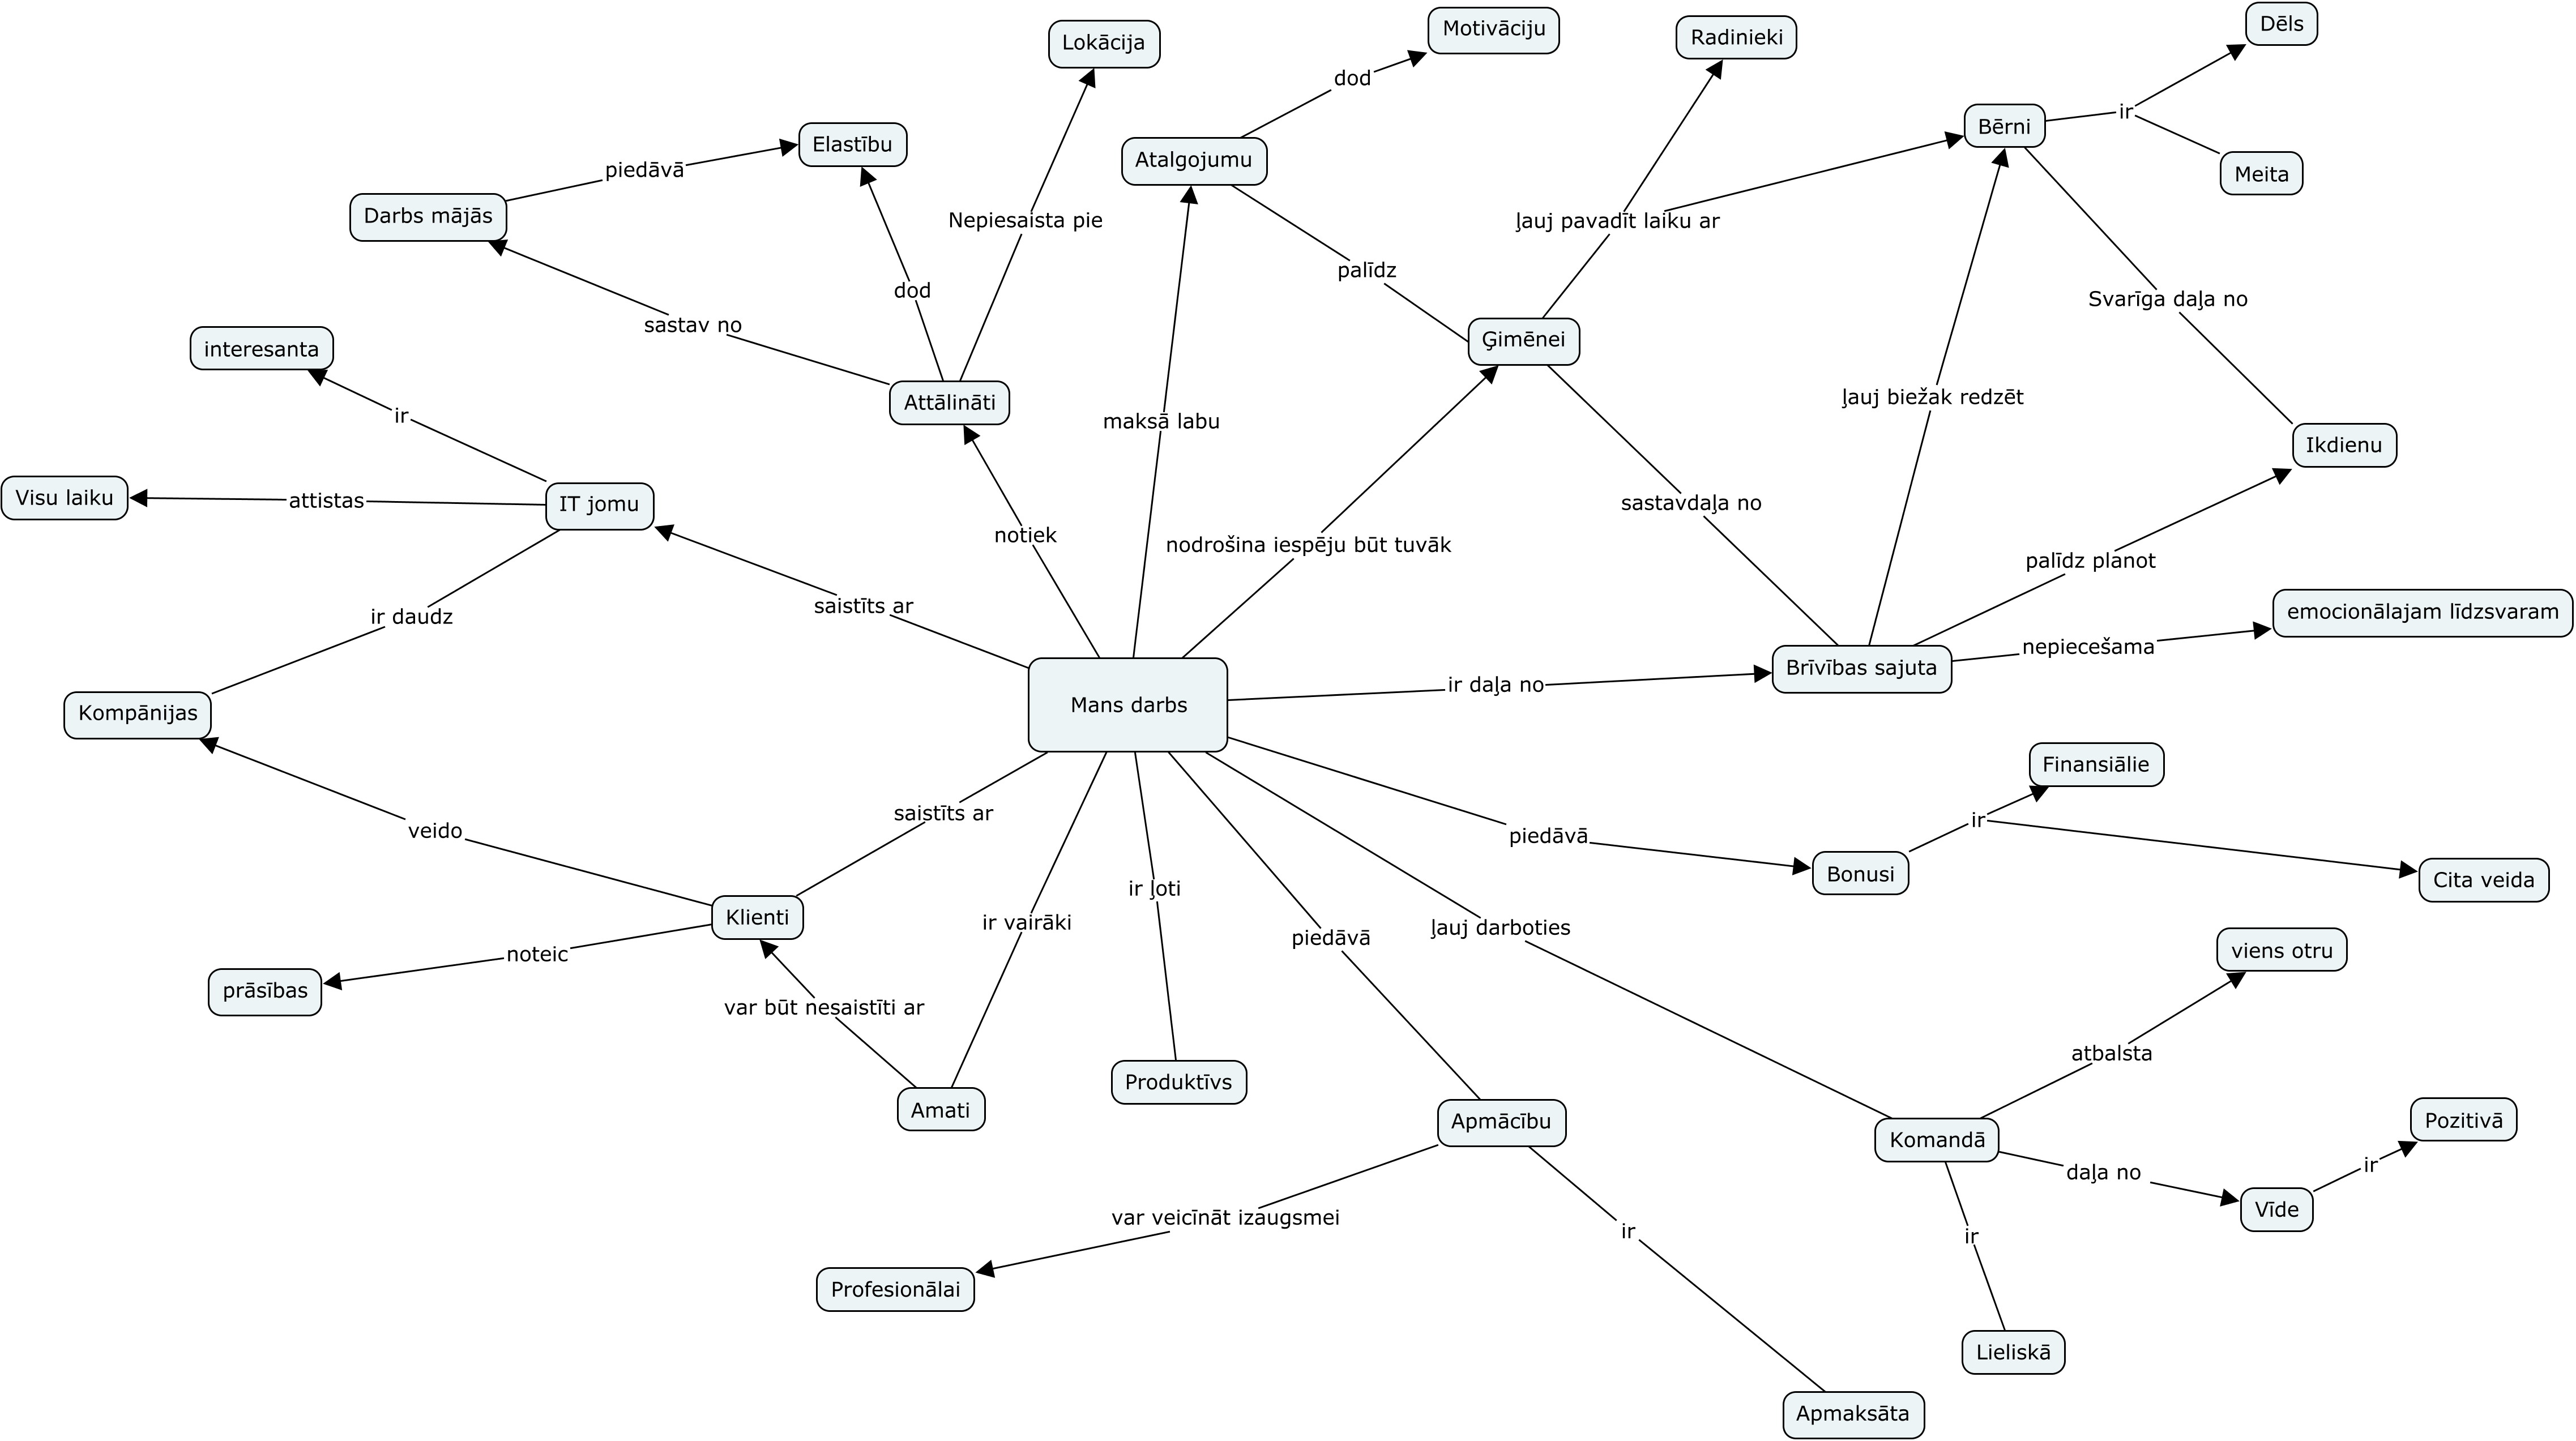 Dēls
Motivāciju
Radinieki
Lokācija
dod
ir
Bērni
Elastību
Atalgojumu
piedāvā
Meita
Darbs mājās
Nepiesaista pie
ļauj pavadīt laiku ar
palīdz
dod
Svarīga daļa no
sastav no
Ģimēnei
interesanta
ļauj biežak redzēt
Attālināti
ir
maksā labu
Ikdienu
Visu laiku
attistas
IT jomu
sastavdaļa no
notiek
nodrošina iespēju būt tuvāk
palīdz planot
saistīts ar
emocionālajam līdzsvaram
ir daudz
nepiecešama
Brīvības sajuta
ir daļa no
Mans darbs
Kompānijas
Finansiālie
saistīts ar
ir
veido
piedāvā
Bonusi
Cita veida
ir ļoti
Klienti
ir vairāki
ļauj darboties
piedāvā
viens otru
noteic
prāsības
var būt nesaistīti ar
atbalsta
Produktīvs
Amati
Apmācību
Pozitivā
Komandā
ir
daļa no
Vīde
var veicīnāt izaugsmei
ir
ir
Profesionālai
Lieliskā
Apmaksāta